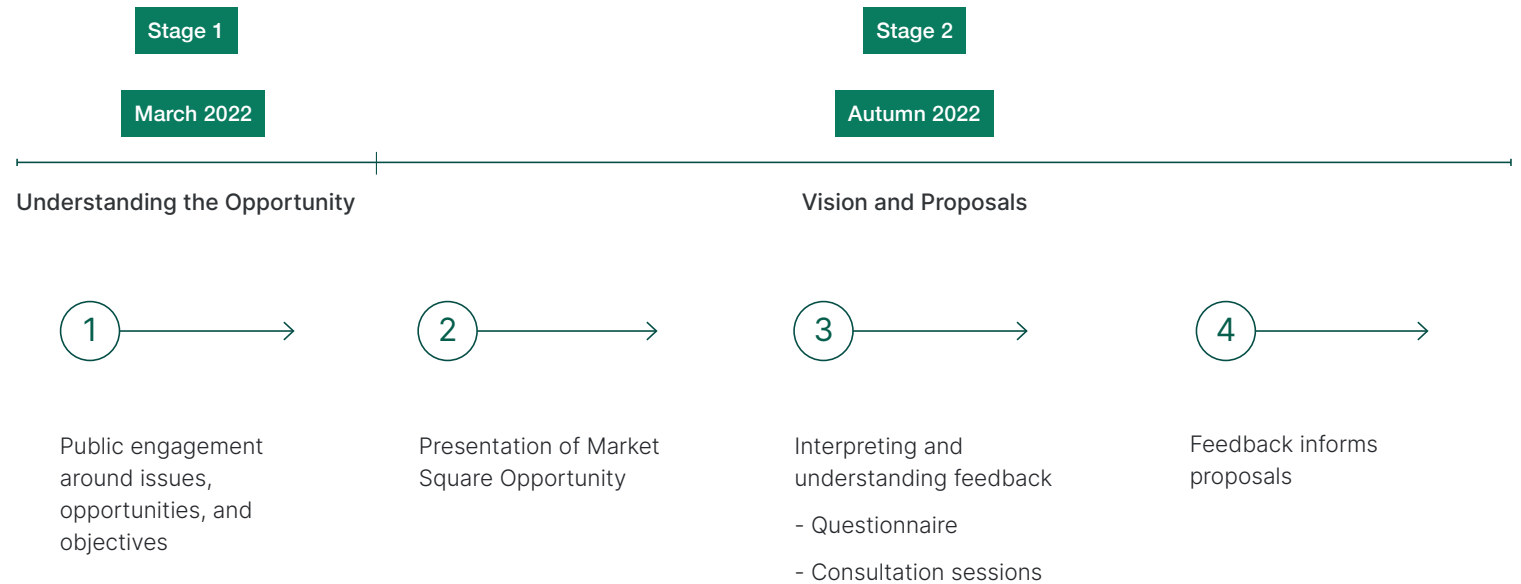 Stage 1
Stage 2
March 2022
Autumn 2022
Understanding the Opportunity
Vision and Proposals
1
2
3
4
Public engagement
around issues,
opportunities, and
objectives
Presentation of Market
Square Opportunity
Interpreting and
understanding feedback
- Questionnaire
- Consultation sessions
Feedback informs
proposals